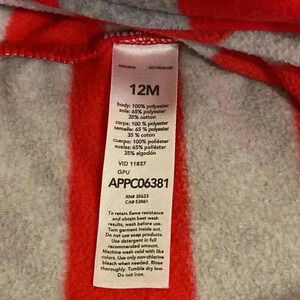 12M
body: 100% polyester
sole: 65% polyester
35% cotton
corps: 100 % polyester
semelle: 65 % polyester
35 % coton
cuerpo: 100% poliéster
suelas: 65% poliéster
35% algodón
VID 11837
GPU
APPC06381
RN# 35623
CA# 53061
To retain flame resistance
and obtain best wash
results, wash before use.
Turn garment inside out.
Do not use soap products.
Use detergent in full
recommended amount.
Machine wash cold with like
colors. Use only non-chlorine
bleach when needed. Rinse
thoroughly. Tumble dry low.
Do not iron.